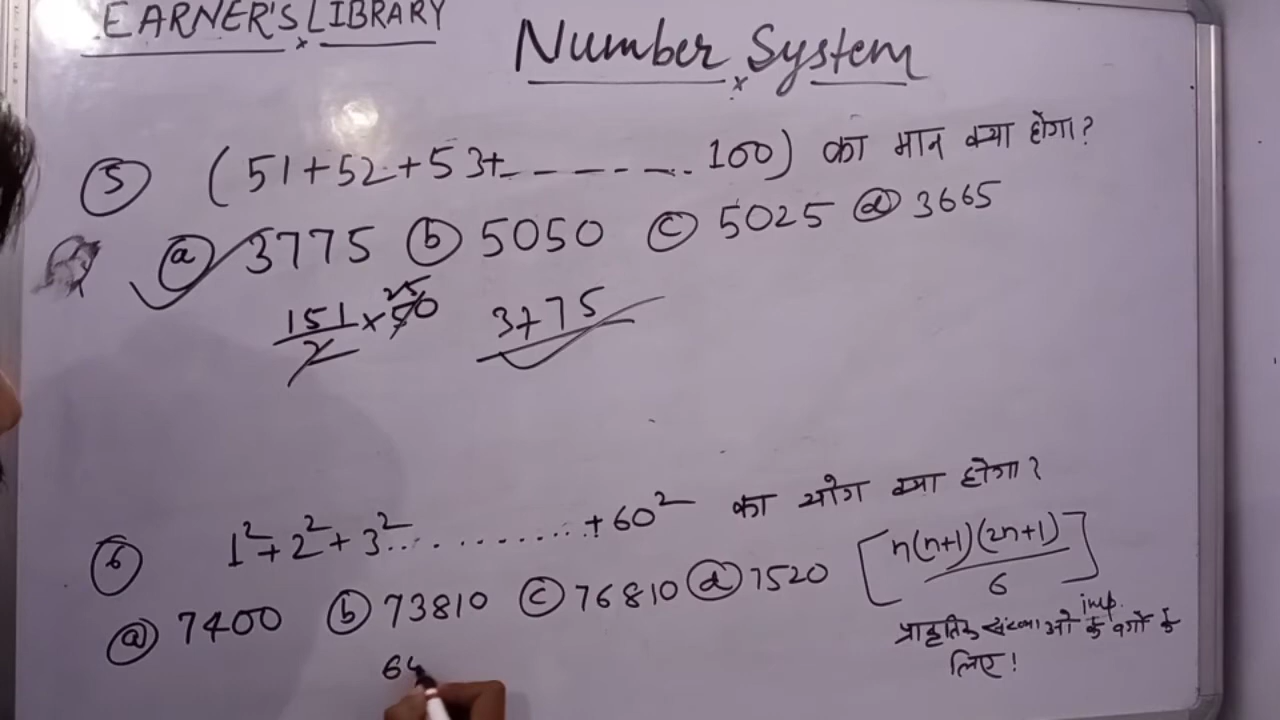 EARNER'S LIBRARY
Number System
⑤ (51+52+53+_ _ _ _ _ _ . 100) का मान क्या होगा?
ⓐ 3775 ⓑ 5050 ⓒ 5025 ⓓ 3665
151/2 × 50 25 3775
⑥ 1²+2²+3²...............+60² का योग क्या होगा?
ⓐ 7400 ⓑ 73810 ⓒ 76810 ⓓ 7520 [n(n+1)(2n+1)/6]
imp.
प्राकृतिक संख्याओ के वर्गो के
लिए!